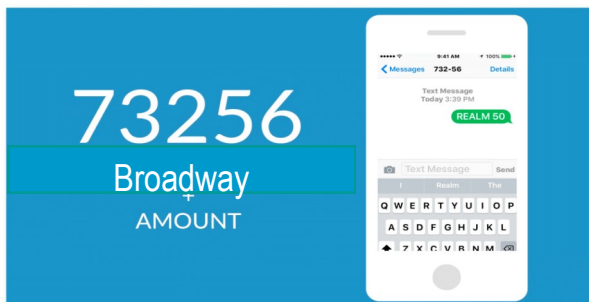 73256
Broadway
+
AMOUNT
9:41 AM
100%
Messages
732-56
Details
Text Message
Today 3:39 PM
REALM 50
Text Message
Send
I
Realm
The
Q W E R T Y U I O P
A S D F G H J K L
Z X C V B N M